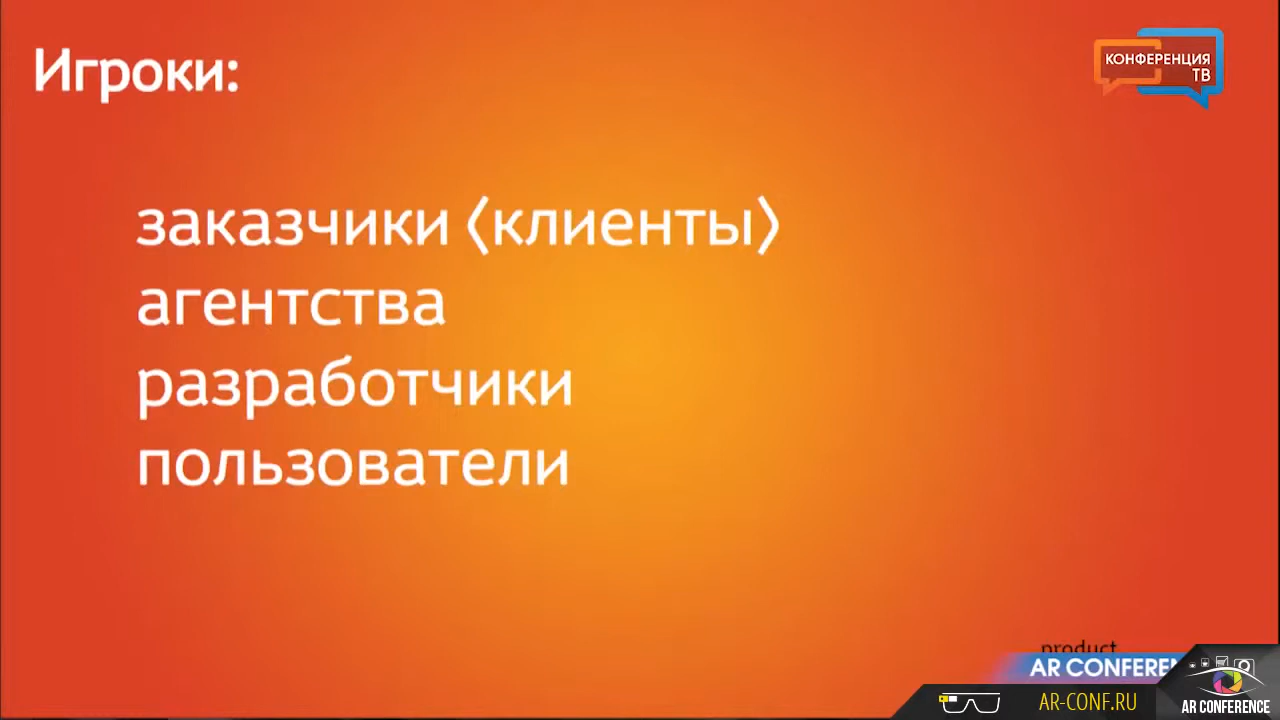 Игроки:
КОНФЕРЕНЦИЯ
ТВ
заказчики 〈клиенты〉
агентства
разработчики
пользователи
product
AR CONFEREN
AR-CONF.RU
AR CONFERENCE